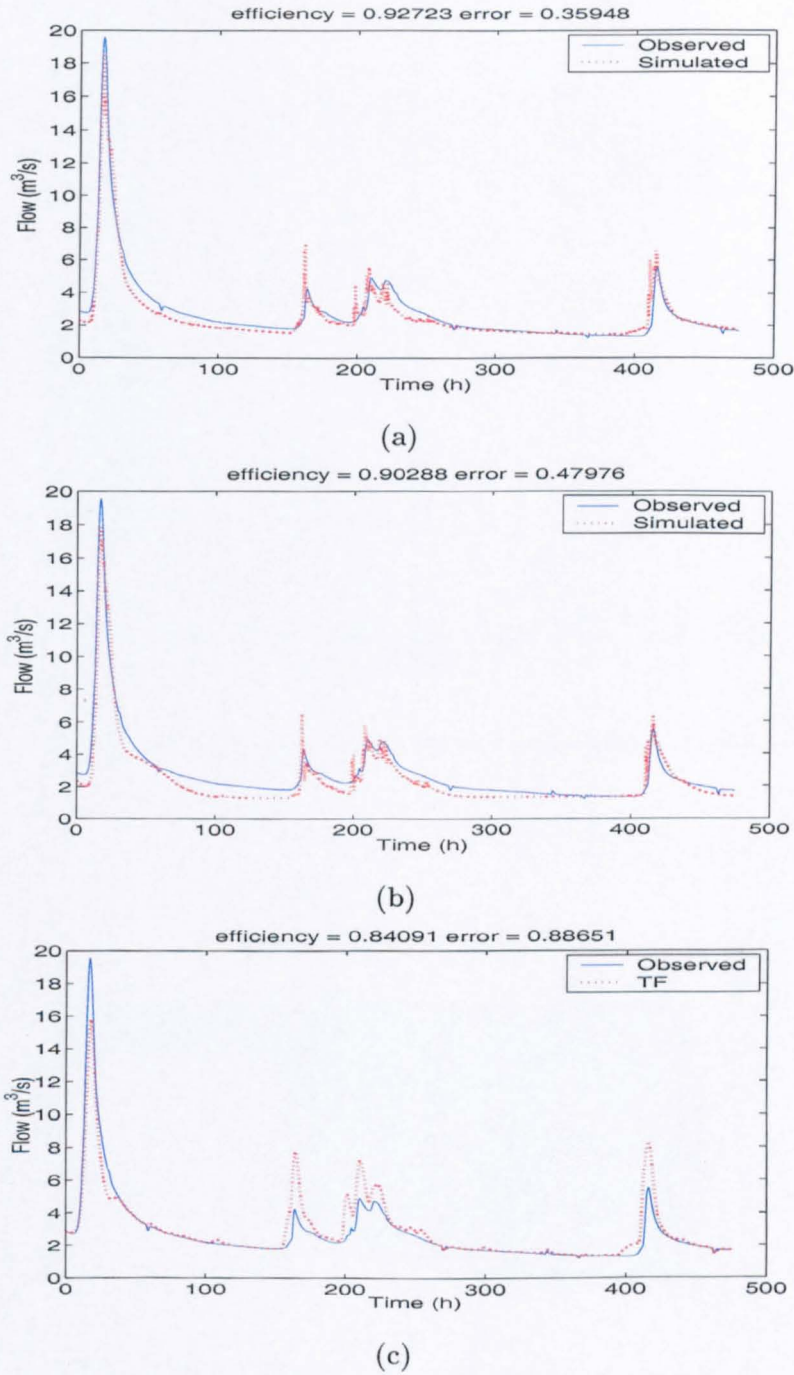 efficiency = 0.92723 error = 0.35948
Observed
Simulated
20
18
16
14
12
10
8
6
4
2
0
Flow (m³/s)
0
100
200
300
400
500
Time (h)
(a)
efficiency = 0.90288 error = 0.47976
Observed
Simulated
20
18
16
14
12
10
8
6
4
2
0
Flow (m³/s)
0
100
200
300
400
500
Time (h)
(b)
efficiency = 0.84091 error = 0.88651
Observed
TF
20
18
16
14
12
10
8
6
4
2
0
Flow (m³/s)
0
100
200
300
400
500
Time (h)
(c)